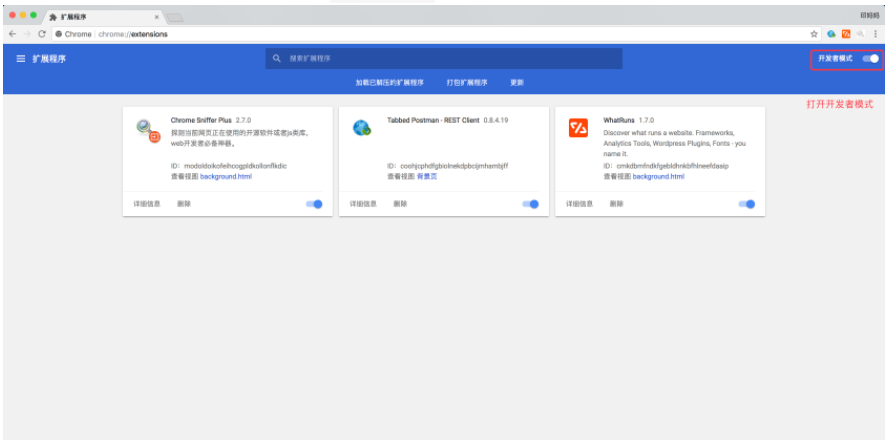 扩展程序
Chrome chrome://extensions
扩展程序
搜索扩展程序
开发者模式
加载已解压的扩展程序 打包扩展程序 更新
打开开发者模式
Chrome Sniffer Plus 2.7.0
探测当前网页正在使用的开源软件或者js类库、
web开发者必备神器。
ID: modoldoikofeihcogpldkollonflkdic
查看视图 background.html
详细信息 删除
Tabbed Postman - REST Client 0.8.4.19
ID: coohjcphdfgbiolnekdpbcijmhambjff
查看视图 背景页
详细信息 删除
WhatRuns 1.7.0
Discover what runs a website. Frameworks,
Analytics Tools, Wordpress Plugins, Fonts - you
name it.
ID: cmkdbmfndkfgebldhnkbfhlneefdaaip
查看视图 background.html
详细信息 删除